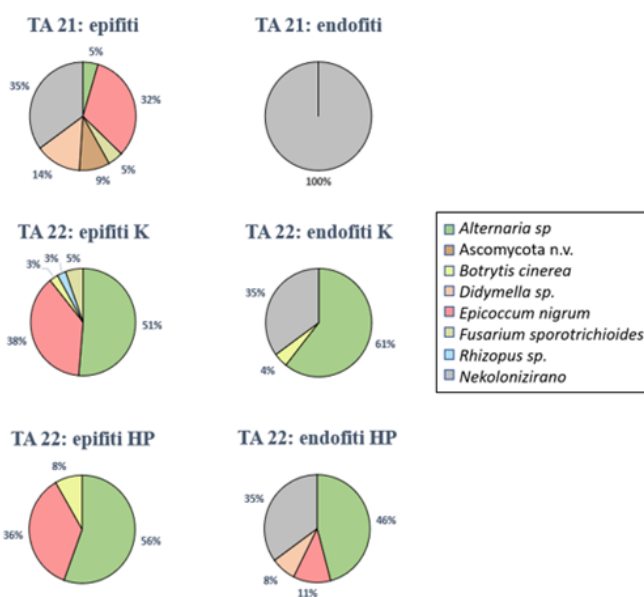 TA 21: epifiti
TA 21: endofiti
5%
35%
32%
14%
9%
5%
100%
TA 22: epifiti K
TA 22: endofiti K
3%
3%
5%
38%
51%
35%
61%
4%
Alternaria sp
Ascomycota n.v.
Botrytis cinerea
Didymella sp.
Epicoccum nigrum
Fusarium sporotrichioides
Rhizopus sp.
Nekolonizirano
TA 22: epifiti HP
TA 22: endofiti HP
8%
36%
56%
35%
46%
8%
11%